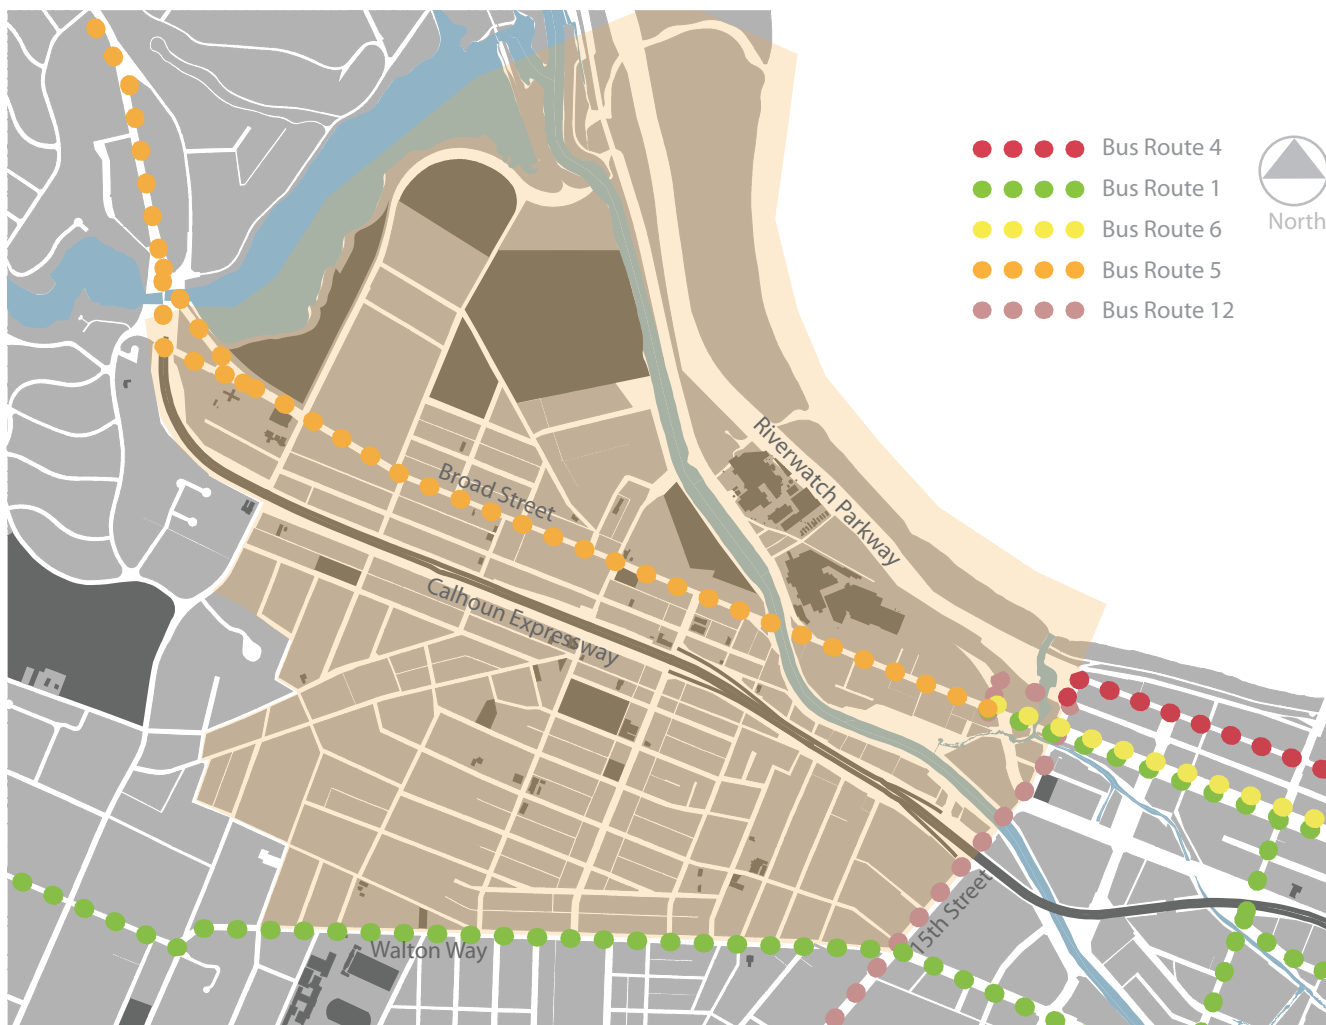 Bus Route 4
Bus Route 1
Bus Route 6
Bus Route 5
Bus Route 12
North
Riverwatch Parkway
Broad Street
Calhoun Expressway
15th Street
Walton Way